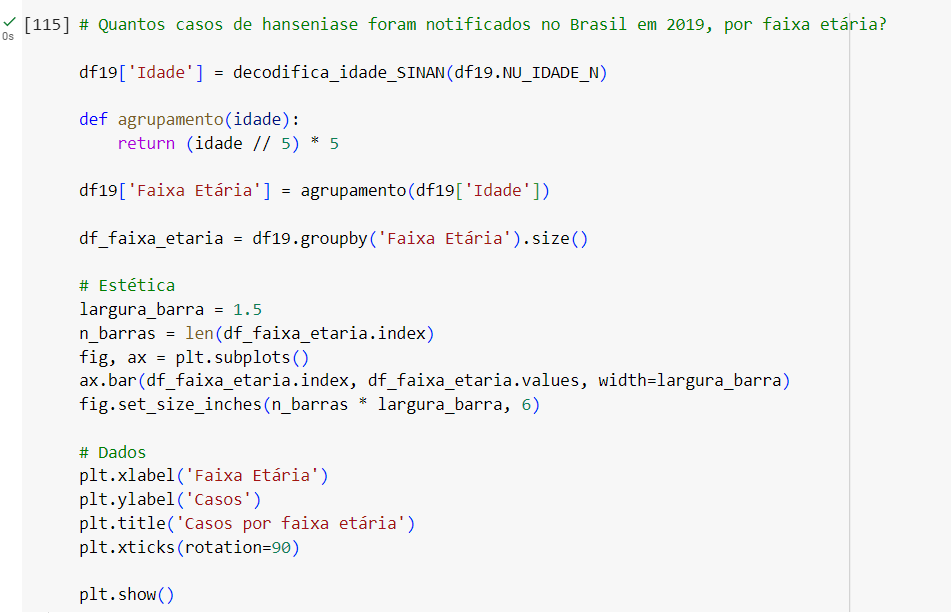 [115] # Quantos casos de hanseniase foram notificados no Brasil em 2019, por faixa etária?
0s
df19['Idade'] = decodifica_idade_SINAN(df19.NU_IDADE_N)
def agrupamento(idade):
    return (idade // 5) * 5
df19['Faixa Etária'] = agrupamento(df19['Idade'])
df_faixa_etaria = df19.groupby('Faixa Etária').size()
# Estética
largura_barra = 1.5
n_barras = len(df_faixa_etaria.index)
fig, ax = plt.subplots()
ax.bar(df_faixa_etaria.index, df_faixa_etaria.values, width=largura_barra)
fig.set_size_inches(n_barras * largura_barra, 6)
# Dados
plt.xlabel('Faixa Etária')
plt.ylabel('Casos')
plt.title('Casos por faixa etária')
plt.xticks(rotation=90)
plt.show()